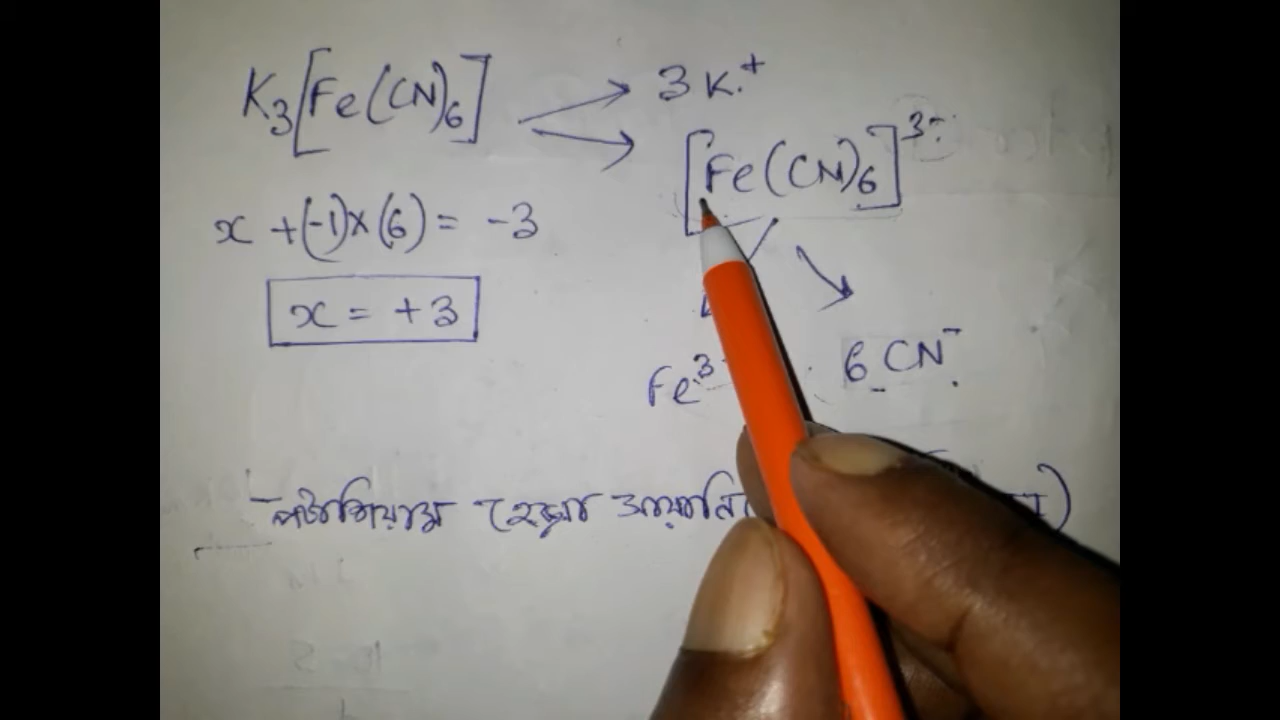 K₃[Fe(CN)₆]
3K⁺
[Fe(CN)₆]³⁻
x + (-1) × (6) = -3
x = +3
Fe³
6 CN⁻
পটাশিয়াম হেক্সা